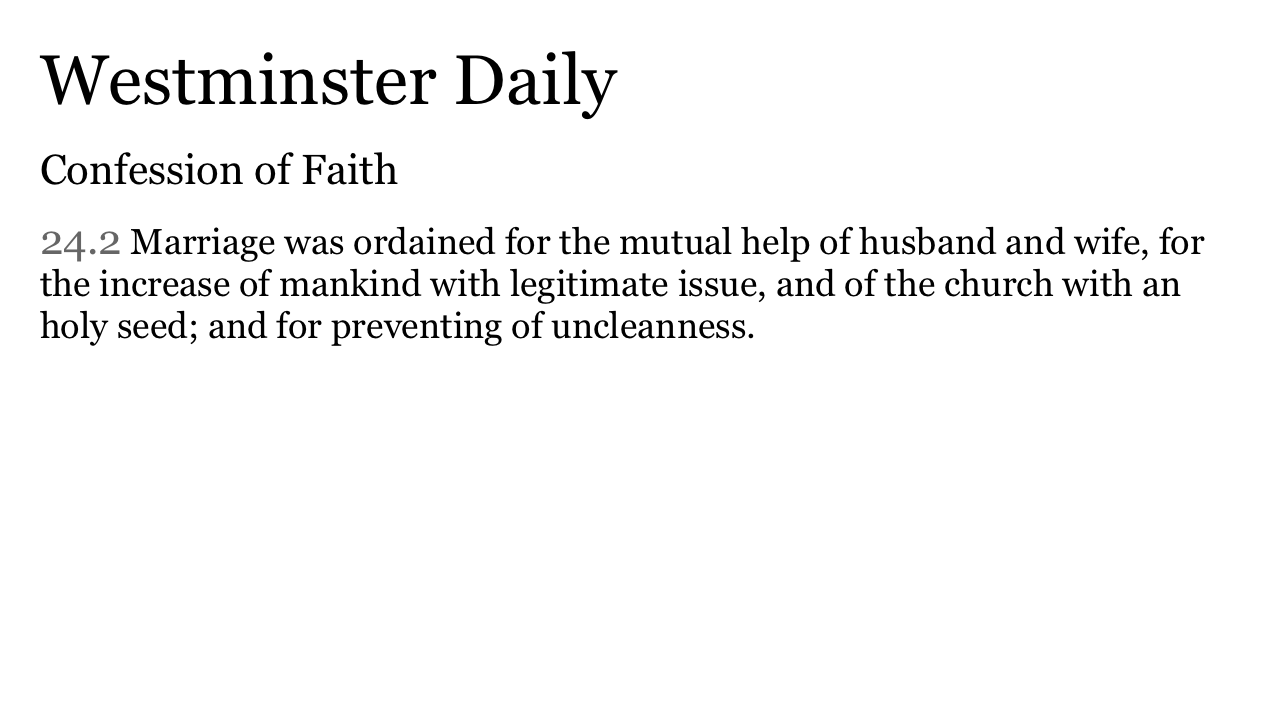 Westminster Daily
Confession of Faith
24.2 Marriage was ordained for the mutual help of husband and wife, for
the increase of mankind with legitimate issue, and of the church with an
holy seed; and for preventing of uncleanness.